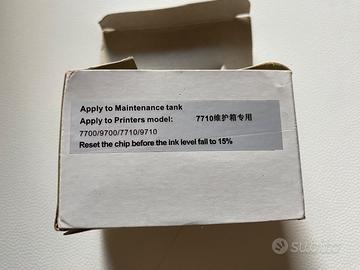 Apply to Maintenance tank
Apply to Printers model: 7710维护箱专用
7700/9700/7710/9710
Reset the chip before the ink level fall to 15%
subito